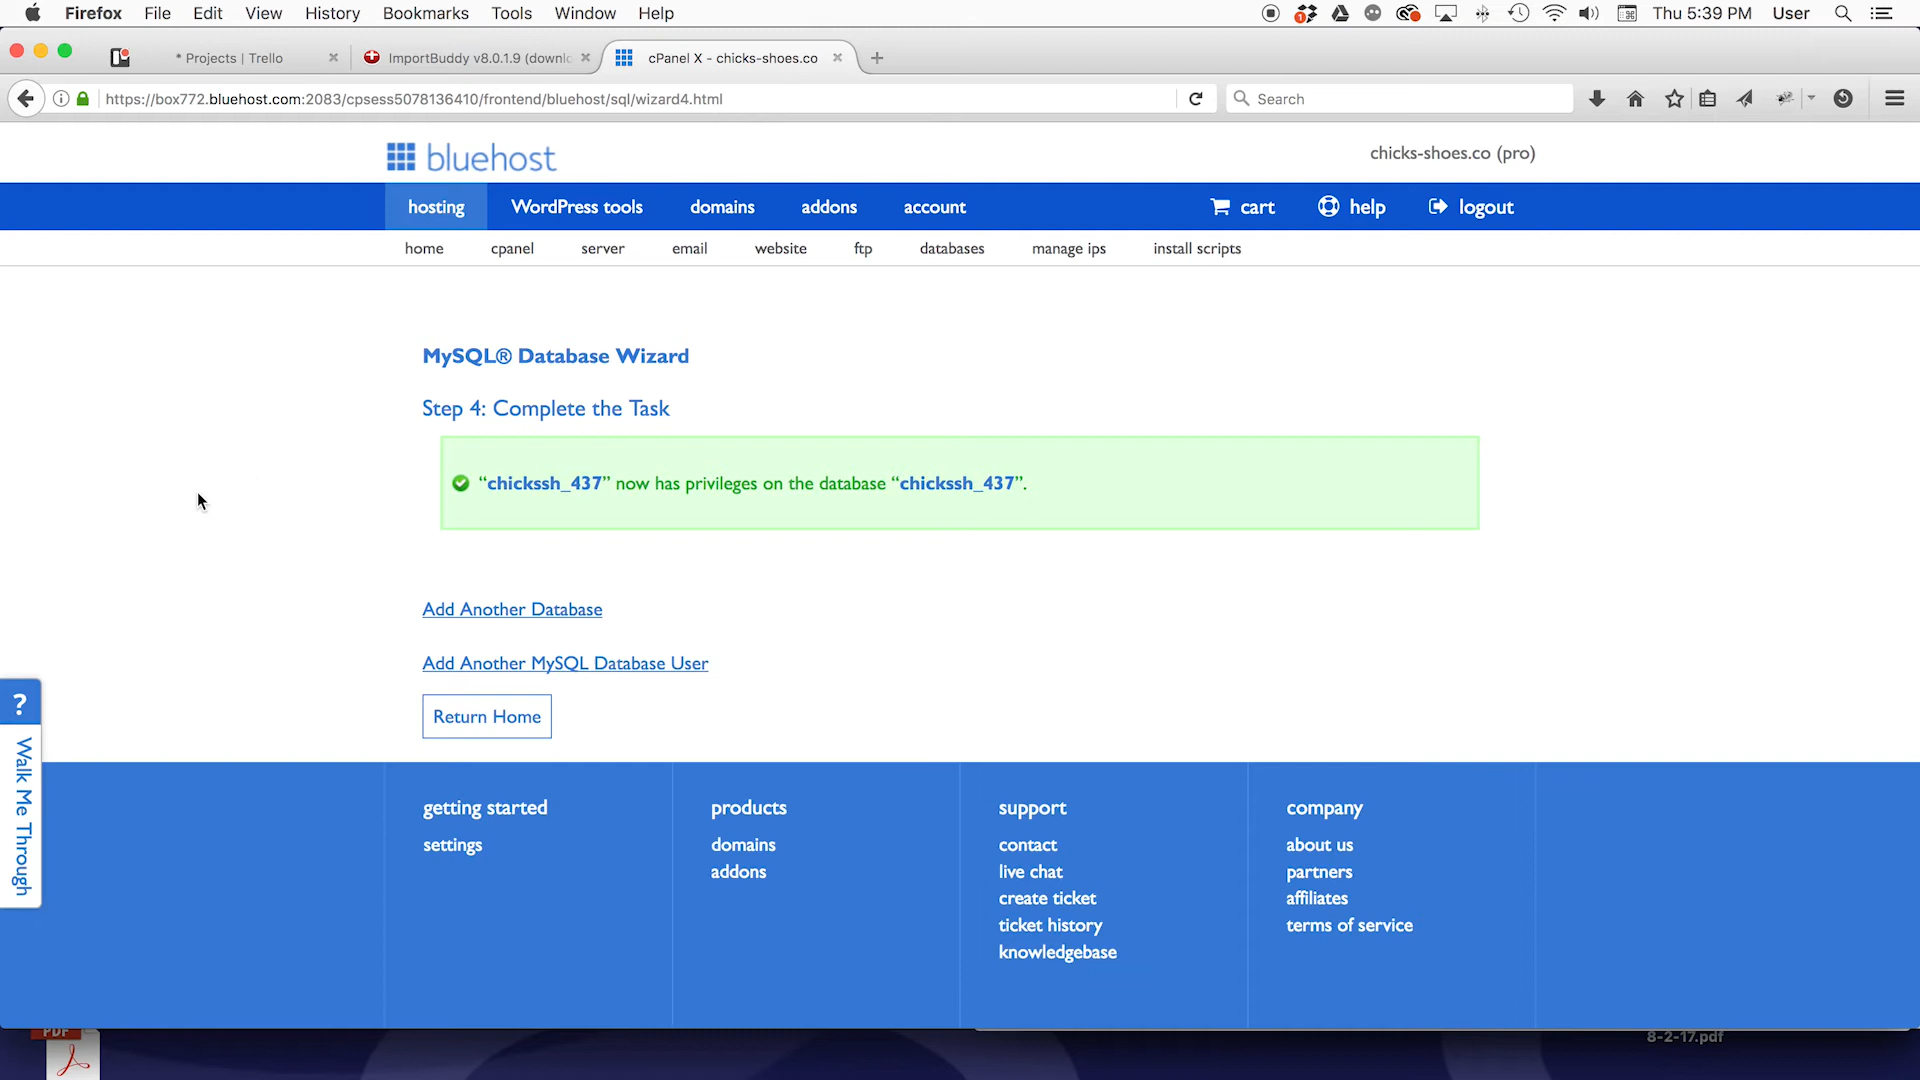 Firefox File Edit View History Bookmarks Tools Window Help
1
Thu 5:39 PM User
* Projects | Trello
ImportBuddy v8.0.1.9 (downlo
cPanel X - chicks-shoes.co
https://box772.bluehost.com:2083/cpsess5078136410/frontend/bluehost/sql/wizard4.html
Search
bluehost
chicks-shoes.co (pro)
hosting WordPress tools domains addons account cart help logout
home cpanel server email website ftp databases manage ips install scripts
MySQL® Database Wizard
Step 4: Complete the Task
“chickssh_437” now has privileges on the database “chickssh_437”.
Add Another Database
Add Another MySQL Database User
Return Home
?
Walk Me Through
getting started
settings
products
domains
addons
support
contact
live chat
create ticket
ticket history
knowledgebase
company
about us
partners
affiliates
terms of service
PDF
8-2-17.pdf